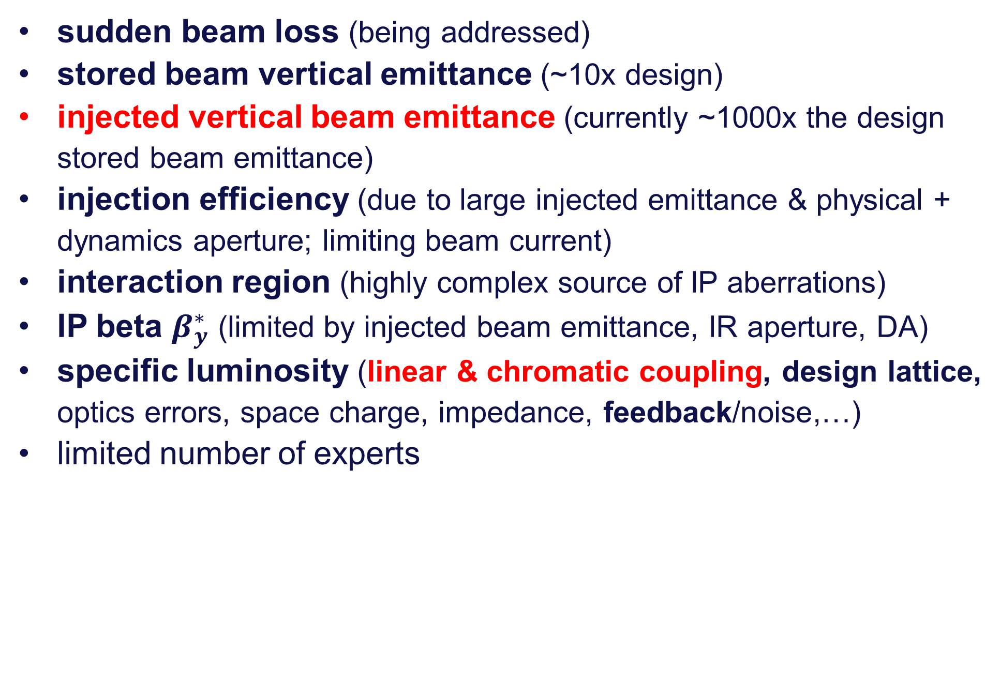 • sudden beam loss (being addressed)
• stored beam vertical emittance (~10x design)
• injected vertical beam emittance (currently ~1000x the design
stored beam emittance)
• injection efficiency (due to large injected emittance & physical +
dynamics aperture; limiting beam current)
• interaction region (highly complex source of IP aberrations)
• IP beta β*y (limited by injected beam emittance, IR aperture, DA)
• specific luminosity (linear & chromatic coupling, design lattice,
optics errors, space charge, impedance, feedback/noise,…)
• limited number of experts